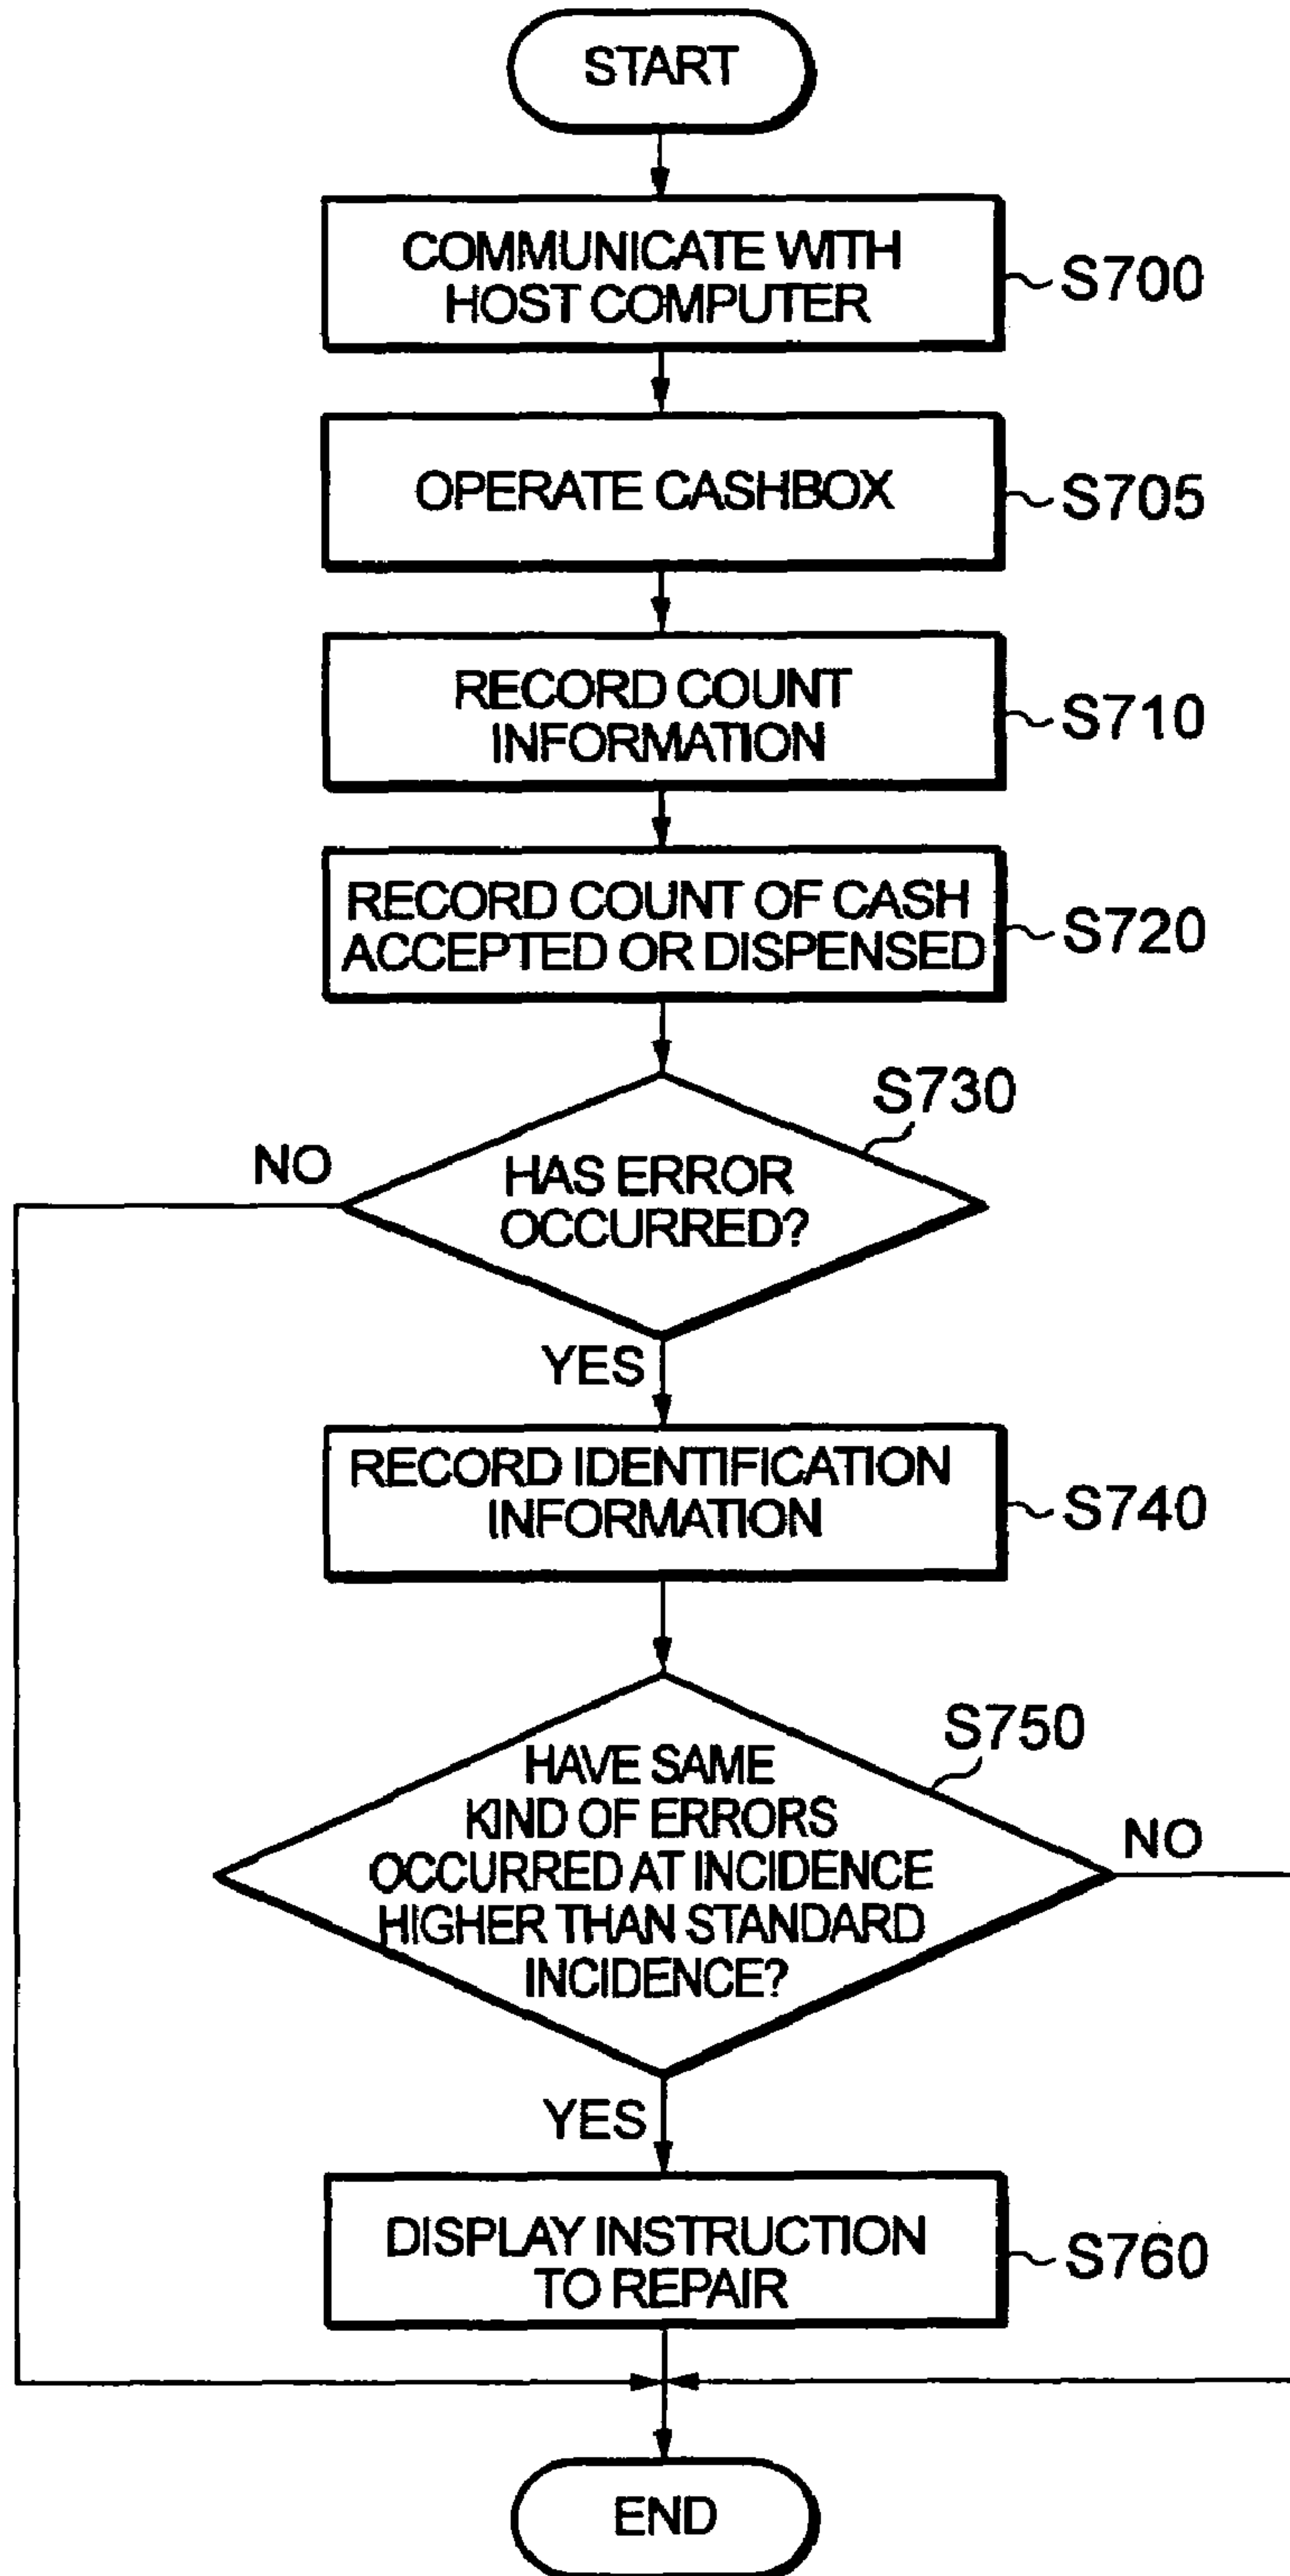 START
COMMUNICATE WITH
HOST COMPUTER
S700
OPERATE CASHBOX
S705
RECORD COUNT
INFORMATION
S710
RECORD COUNT OF CASH
ACCEPTED OR DISPENSED
S720
S730
NO
HAS ERROR
OCCURRED?
YES
RECORD IDENTIFICATION
INFORMATION
S740
S750
HAVE SAME
KIND OF ERRORS
OCCURRED AT INCIDENCE
HIGHER THAN STANDARD
INCIDENCE?
NO
YES
DISPLAY INSTRUCTION
TO REPAIR
S760
END